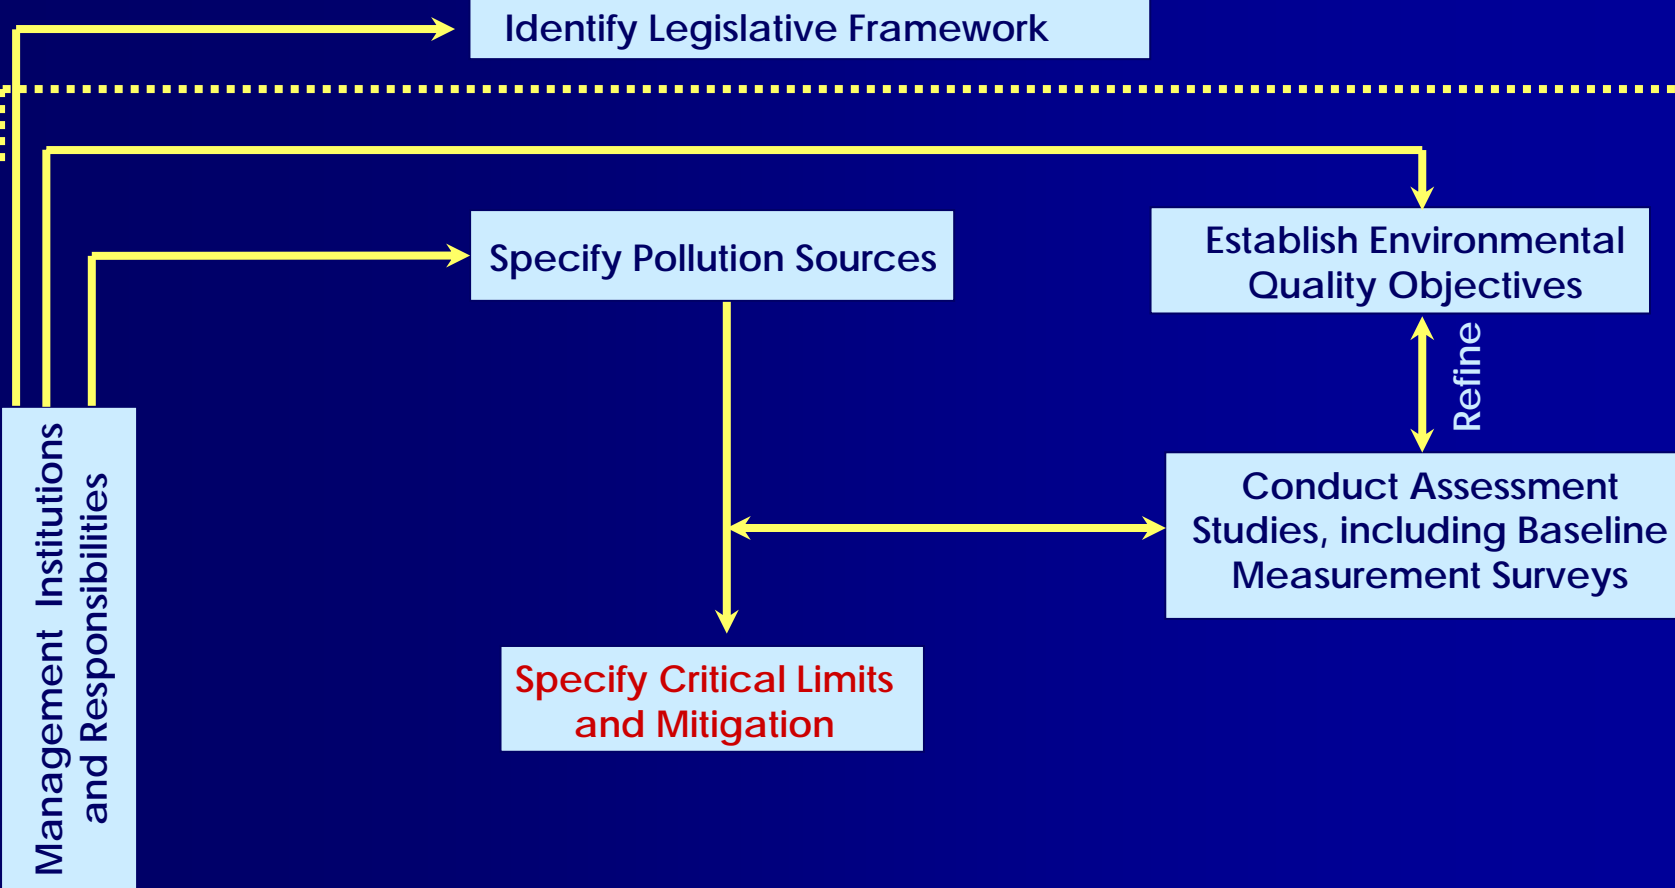 Identify Legislative Framework
Specify Pollution Sources
Establish Environmental
Quality Objectives
Refine
Management Institutions
and Responsibilities
Conduct Assessment
Studies, including Baseline
Measurement Surveys
Specify Critical Limits
and Mitigation